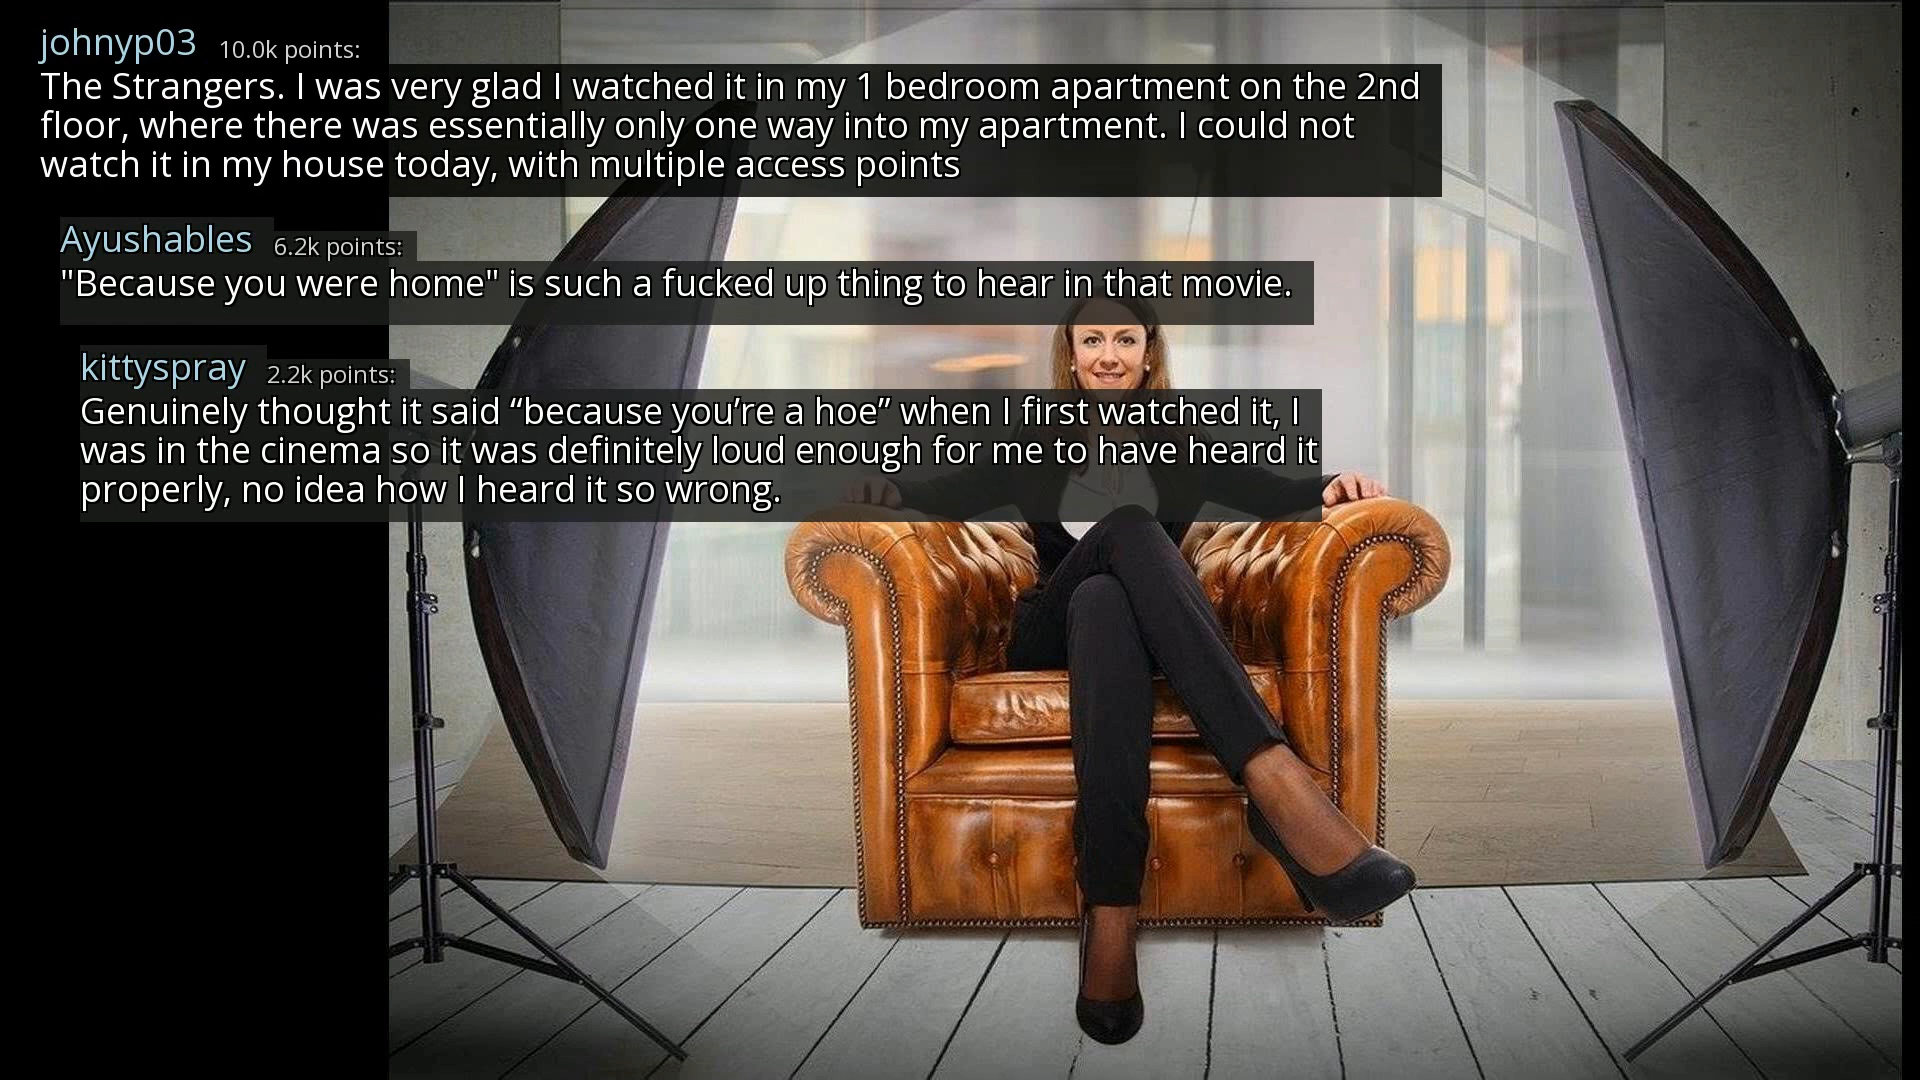 johnyp03 10.0k points:
The Strangers. I was very glad I watched it in my 1 bedroom apartment on the 2nd
floor, where there was essentially only one way into my apartment. I could not
watch it in my house today, with multiple access points
Ayushables 6.2k points:
"Because you were home" is such a fucked up thing to hear in that movie.
kittyspray 2.2k points:
Genuinely thought it said “because you’re a hoe” when I first watched it, I
was in the cinema so it was definitely loud enough for me to have heard it
properly, no idea how I heard it so wrong.